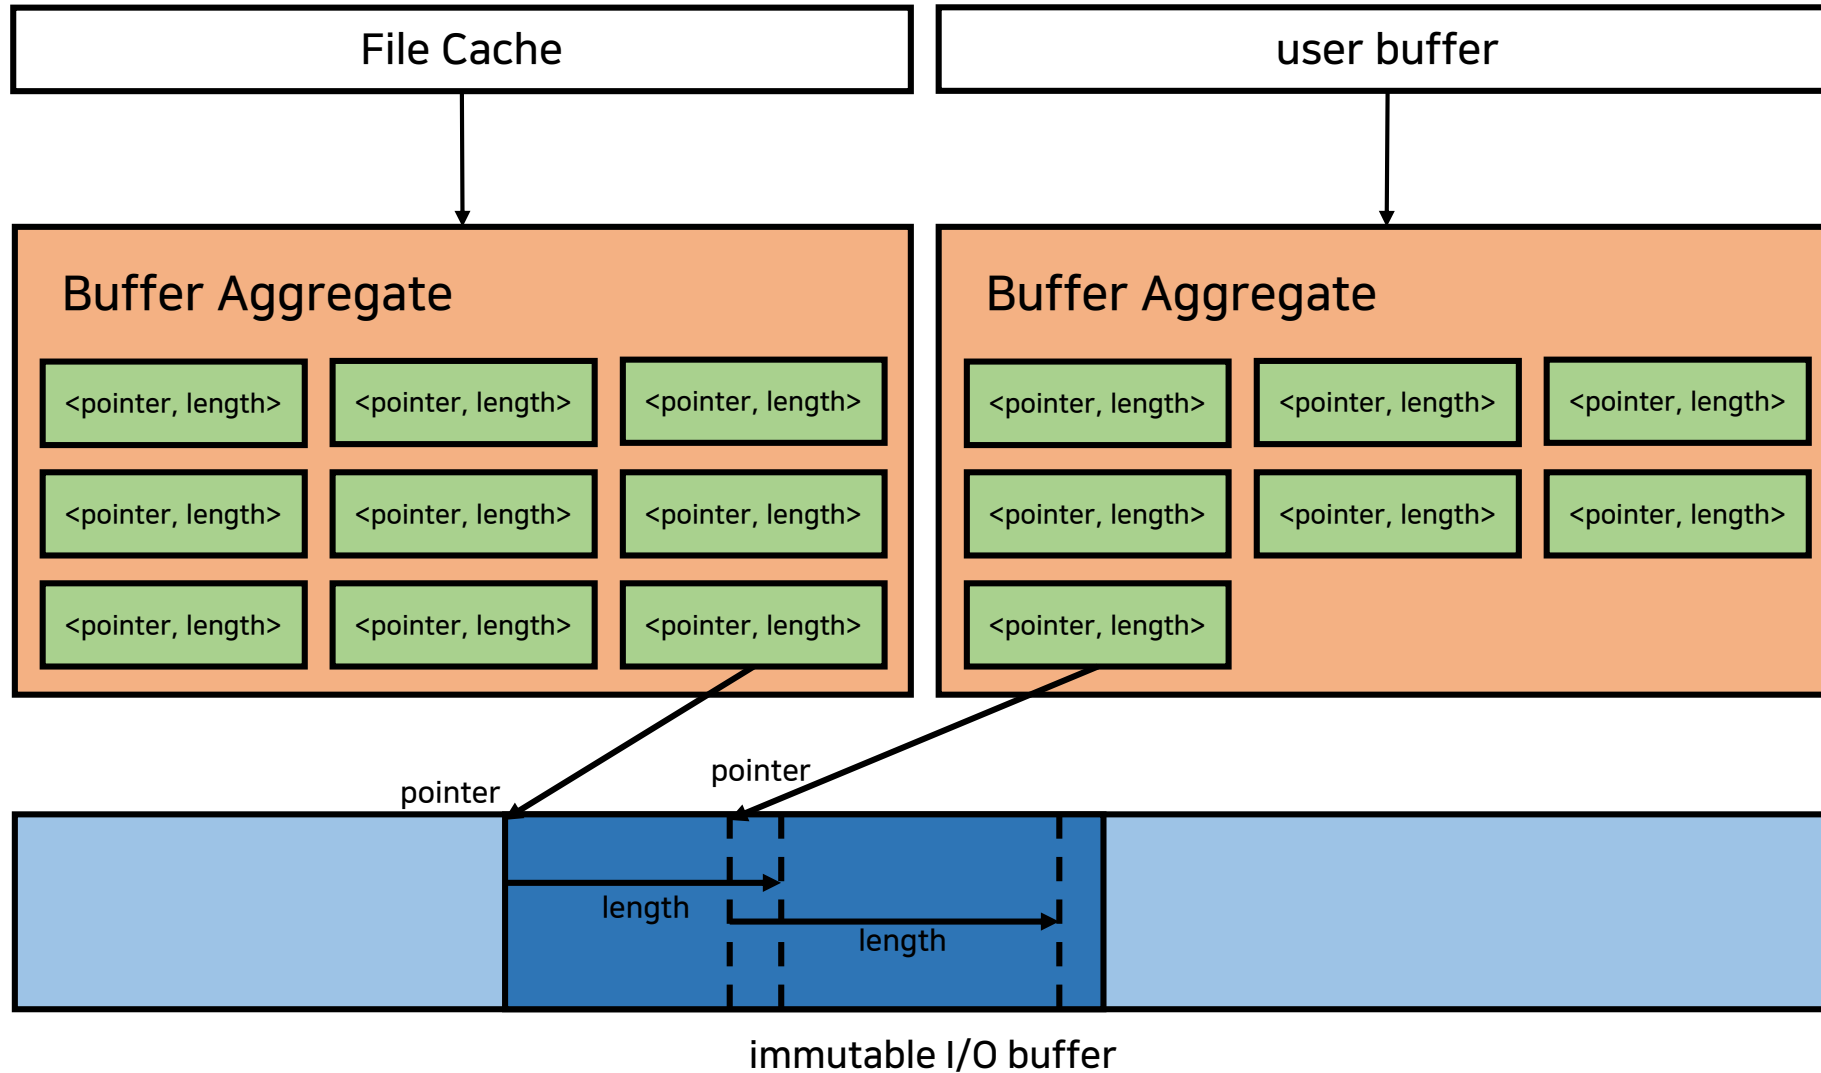 File Cache
user buffer
Buffer Aggregate
<pointer, length> <pointer, length> <pointer, length>
<pointer, length> <pointer, length> <pointer, length>
<pointer, length> <pointer, length> <pointer, length>
Buffer Aggregate
<pointer, length> <pointer, length> <pointer, length>
<pointer, length> <pointer, length> <pointer, length>
<pointer, length>
pointer
pointer
length
length
immutable I/O buffer